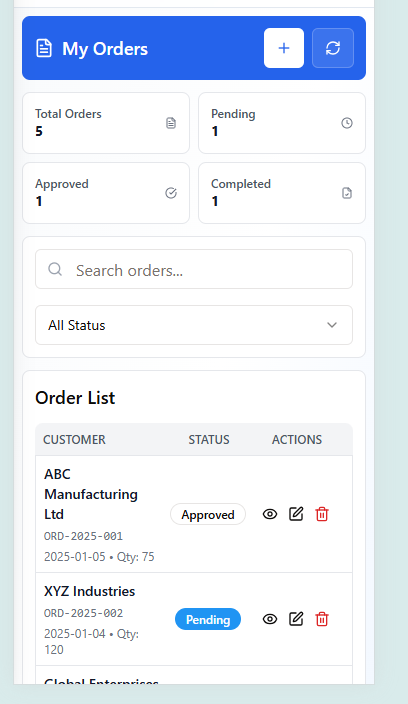 My Orders
Total Orders
5
Pending
1
Approved
1
Completed
1
Search orders...
All Status
Order List
CUSTOMER STATUS ACTIONS
ABC
Manufacturing
Ltd
ORD-2025-001
2025-01-05 • Qty: 75
Approved
XYZ Industries
ORD-2025-002
2025-01-04 • Qty:
120
Pending
Global Enterprises